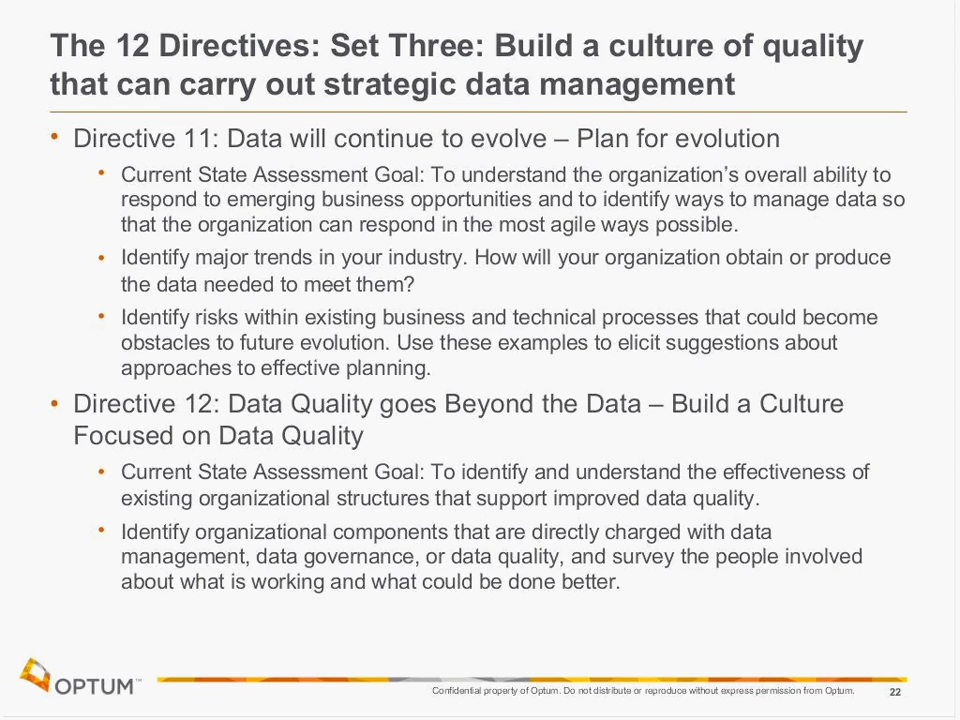 The 12 Directives: Set Three: Build a culture of quality
that can carry out strategic data management
• Directive 11: Data will continue to evolve – Plan for evolution
• Current State Assessment Goal: To understand the organization’s overall ability to
respond to emerging business opportunities and to identify ways to manage data so
that the organization can respond in the most agile ways possible.
• Identify major trends in your industry. How will your organization obtain or produce
the data needed to meet them?
• Identify risks within existing business and technical processes that could become
obstacles to future evolution. Use these examples to elicit suggestions about
approaches to effective planning.
• Directive 12: Data Quality goes Beyond the Data – Build a Culture
Focused on Data Quality
• Current State Assessment Goal: To identify and understand the effectiveness of
existing organizational structures that support improved data quality.
• Identify organizational components that are directly charged with data
management, data governance, or data quality, and survey the people involved
about what is working and what could be done better.
OPTUM™
Confidential property of Optum. Do not distribute or reproduce without express permission from Optum.
22